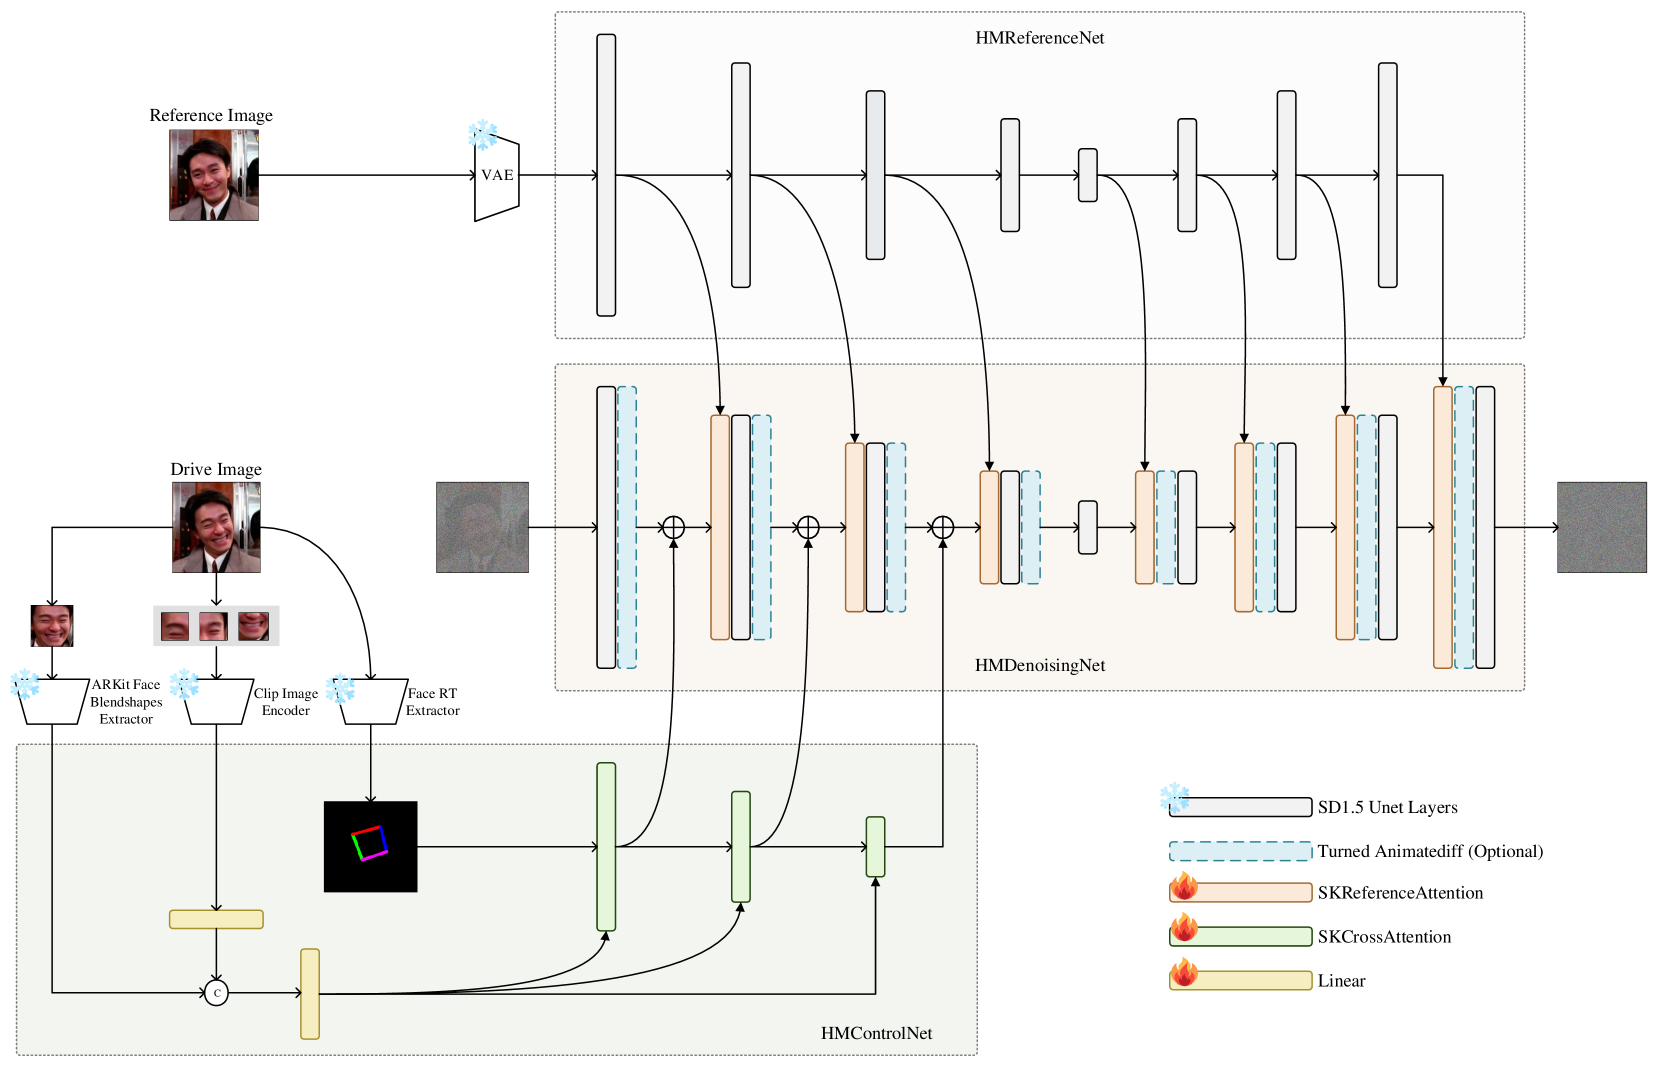 HMReferenceNet
Reference Image
VAE
Drive Image
HMDenoisingNet
ARKit Face
Blendshapes
Extractor
Clip Image
Encoder
Face RT
Extractor
C
HMControlNet
SD1.5 Unet Layers
Turned Animatediff (Optional)
SKReferenceAttention
SKCrossAttention
Linear